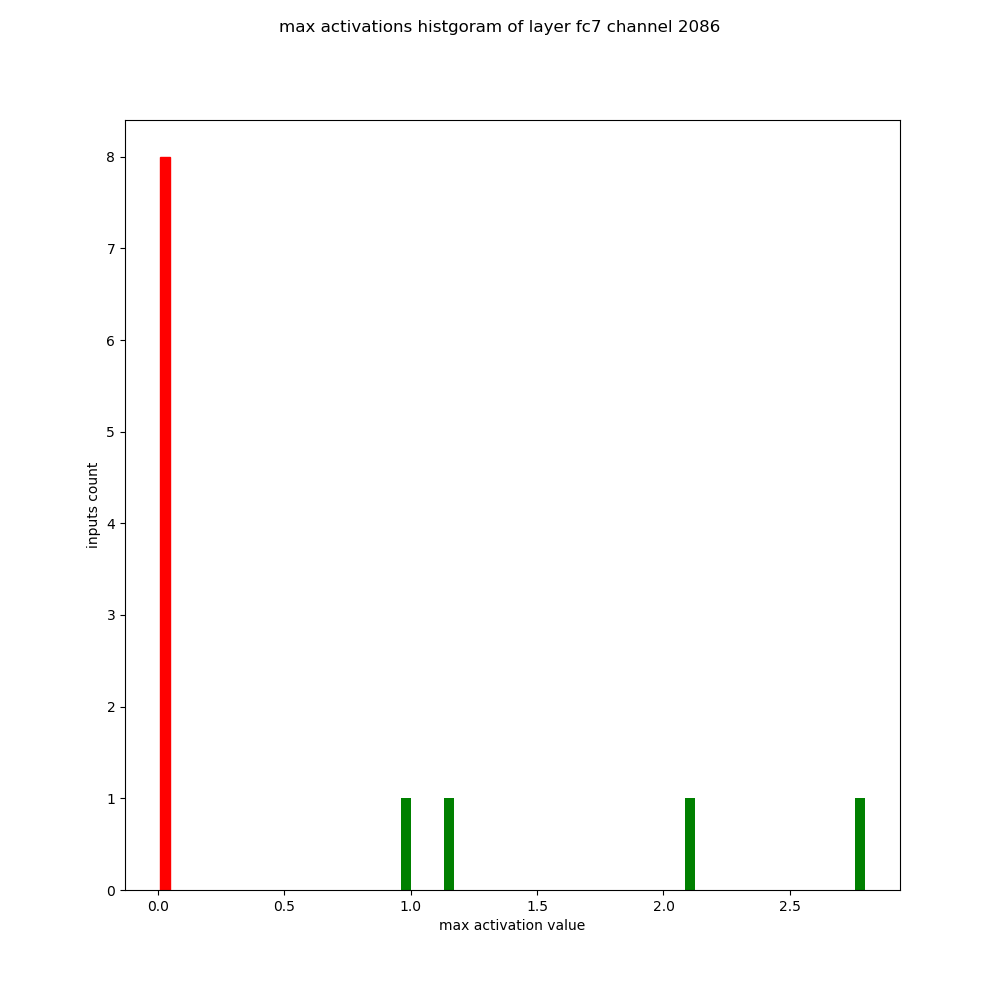 max activations histgoram of layer fc7 channel 2086
8
7
6
5
4
3
2
1
0
inputs count
0.0 0.5 1.0 1.5 2.0 2.5
max activation value